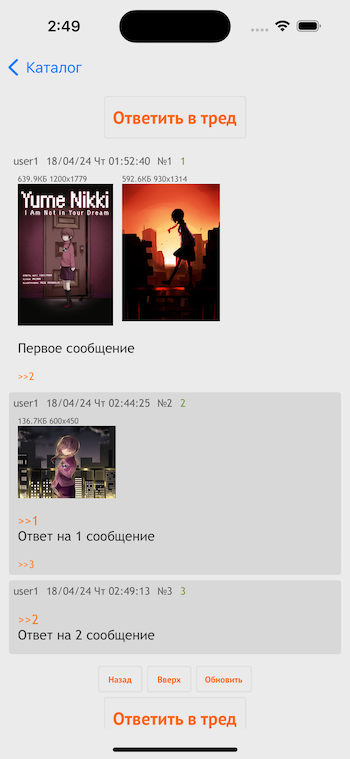 2:49
Каталог
Ответить в тред
user1 18/04/24 Чт 01:52:40 №1 1
639.9КБ 1200x1779
592.6КБ 930x1314
Yume Nikki
I Am Not in Your Dream
Первое сообщение
>>2
user1 18/04/24 Чт 02:44:25 №2 2
136.7КБ 600x450
>>1
Ответ на 1 сообщение
>>3
user1 18/04/24 Чт 02:49:13 №3 3
>>2
Ответ на 2 сообщение
Назад Вверх Обновить
Ответить в тред